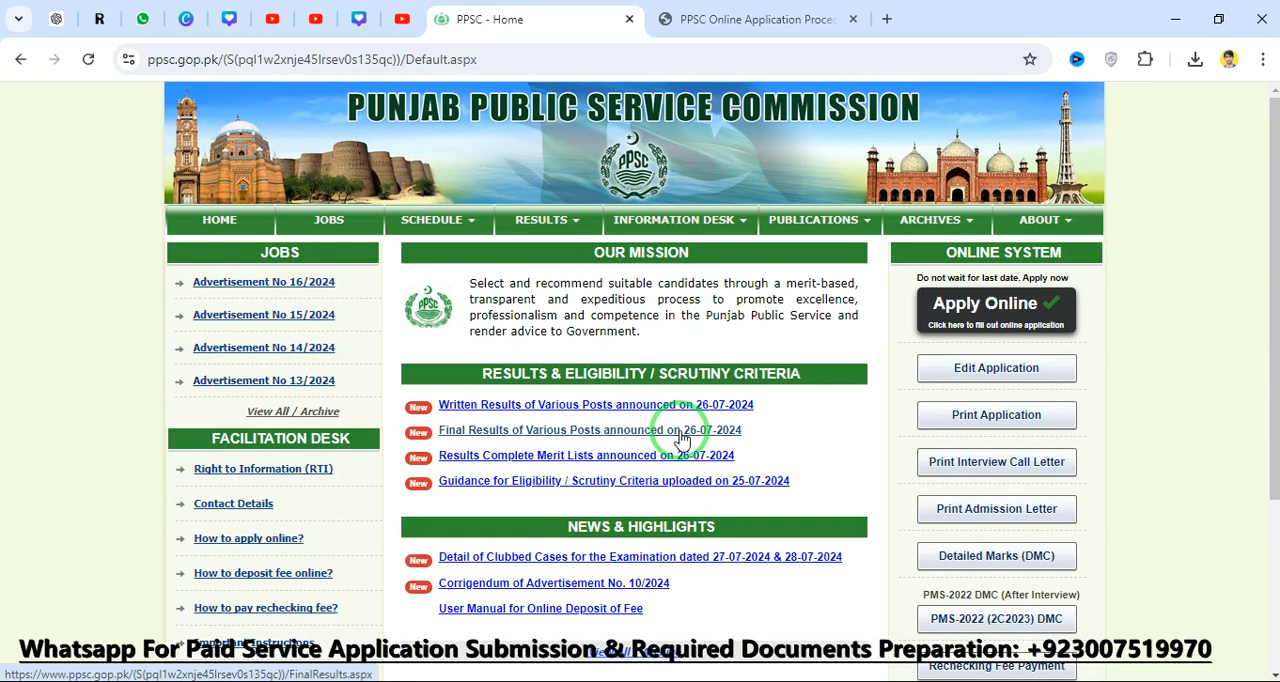 PPSC - Home
PPSC Online Application Proced
ppsc.gop.pk/(S(pql1w2xnje45lrsev0s135qc))/Default.aspx
PUNJAB PUBLIC SERVICE COMMISSION
PPSC
HOME
JOBS
SCHEDULE
RESULTS
INFORMATION DESK
PUBLICATIONS
ARCHIVES
ABOUT
JOBS
Advertisement No 16/2024
Advertisement No 15/2024
Advertisement No 14/2024
Advertisement No 13/2024
View All / Archive
FACILITATION DESK
Right to Information (RTI)
Contact Details
How to apply online?
How to deposit fee online?
How to pay rechecking fee?
Important Instructions
OUR MISSION
PPSC
Select and recommend suitable candidates through a merit-based,
transparent and expeditious process to promote excellence,
professionalism and competence in the Punjab Public Service and
render advice to Government.
RESULTS & ELIGIBILITY / SCRUTINY CRITERIA
New Written Results of Various Posts announced on 26-07-2024
New Final Results of Various Posts announced on 26-07-2024
New Results Complete Merit Lists announced on 26-07-2024
New Guidance for Eligibility / Scrutiny Criteria uploaded on 25-07-2024
NEWS & HIGHLIGHTS
New Detail of Clubbed Cases for the Examination dated 27-07-2024 & 28-07-2024
New Corrigendum of Advertisement No. 10/2024
User Manual for Online Deposit of Fee
ONLINE SYSTEM
Do not wait for last date. Apply now
Apply Online
Click here to fill out online application
Edit Application
Print Application
Print Interview Call Letter
Print Admission Letter
Detailed Marks (DMC)
PMS-2022 DMC (After Interview)
PMS-2022 (2C2023) DMC
Rechecking Fee Payment
Whatsapp For Paid Service Application Submission & Required Documents Preparation: +923007519970
https://www.ppsc.gop.pk/(S(pql1w2xnje45lrsev0s135qc))/FinalResults.aspx